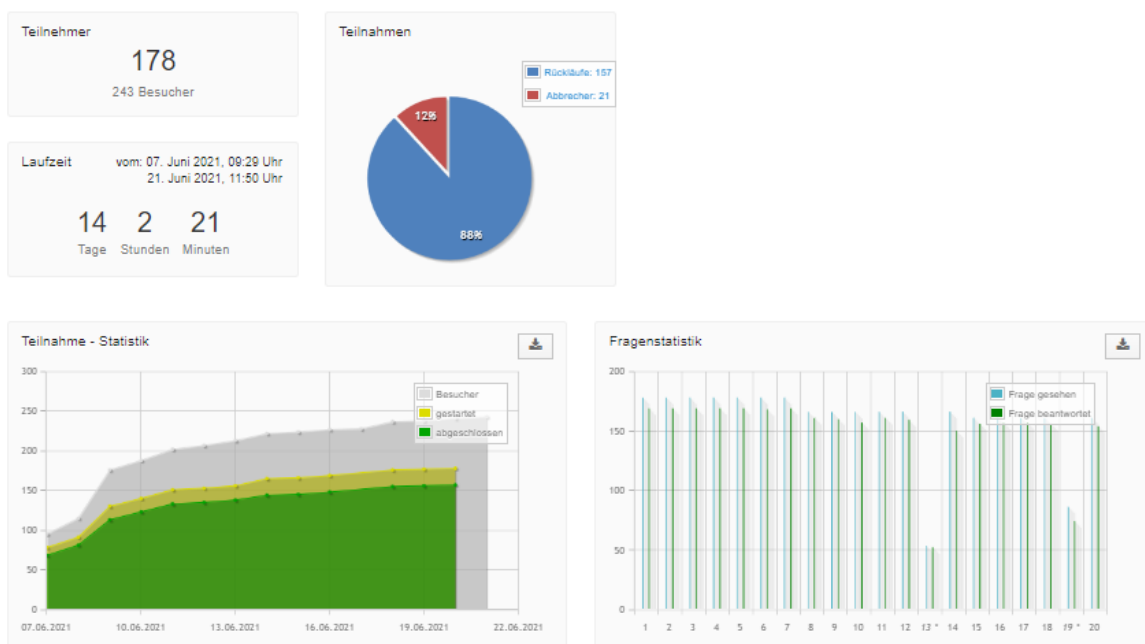 Teilnehmer
178
243 Besucher
Laufzeit
vom: 07. Juni 2021, 09:29 Uhr
21. Juni 2021, 11:50 Uhr
14 2 21
Tage Stunden Minuten
Teilnahmen
Rückläufe: 157
Abbrecher: 21
12%
88%
Teilnahme - Statistik
300
250
200
150
100
50
0
Besucher
gestartet
abgeschlossen
07.06.2021 10.06.2021 13.06.2021 16.06.2021 19.06.2021 22.06.2021
Fragenstatistik
200
150
100
50
0
Frage gesehen
Frage beantwortet
1 2 3 4 5 6 7 8 9 10 11 12 13 * 14 15 16 17 18 19 * 20